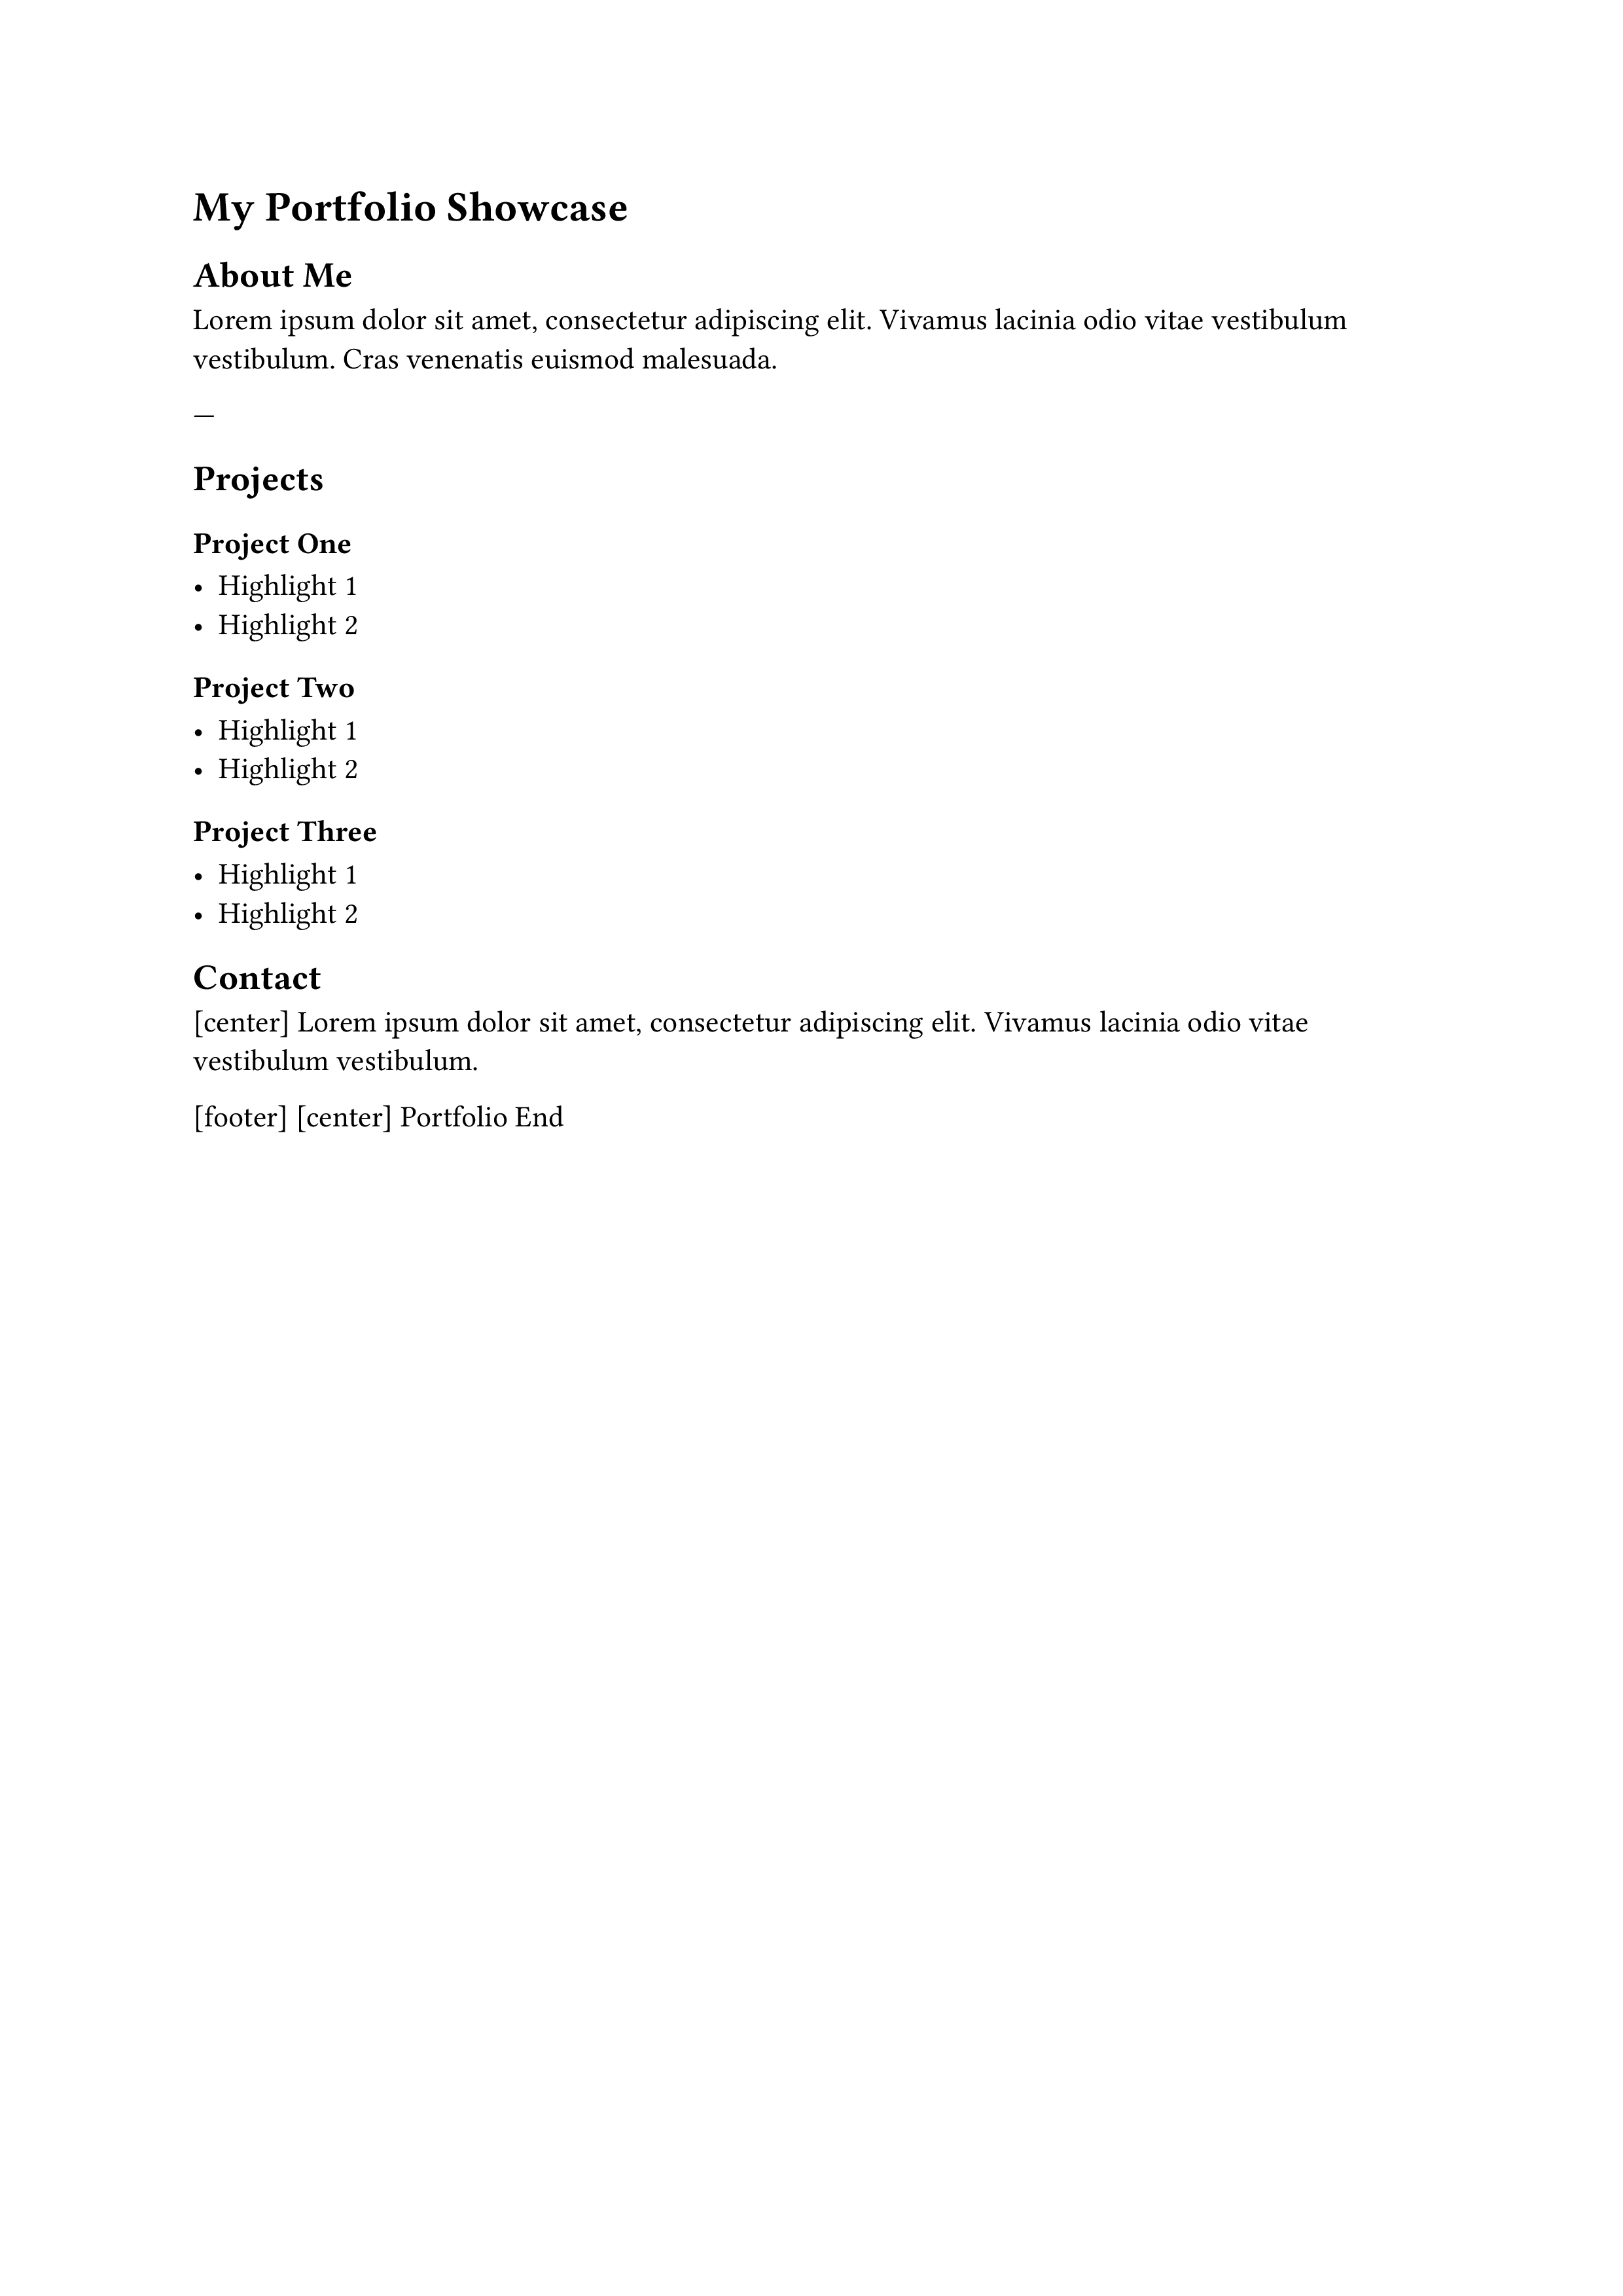 My Portfolio Showcase
About Me
Lorem ipsum dolor sit amet, consectetur adipiscing elit. Vivamus lacinia odio vitae vestibulum
vestibulum. Cras venenatis euismod malesuada.
—
Projects
Project One
• Highlight 1
• Highlight 2
Project Two
• Highlight 1
• Highlight 2
Project Three
• Highlight 1
• Highlight 2
Contact
[center] Lorem ipsum dolor sit amet, consectetur adipiscing elit. Vivamus lacinia odio vitae
vestibulum vestibulum.
[footer] [center] Portfolio End